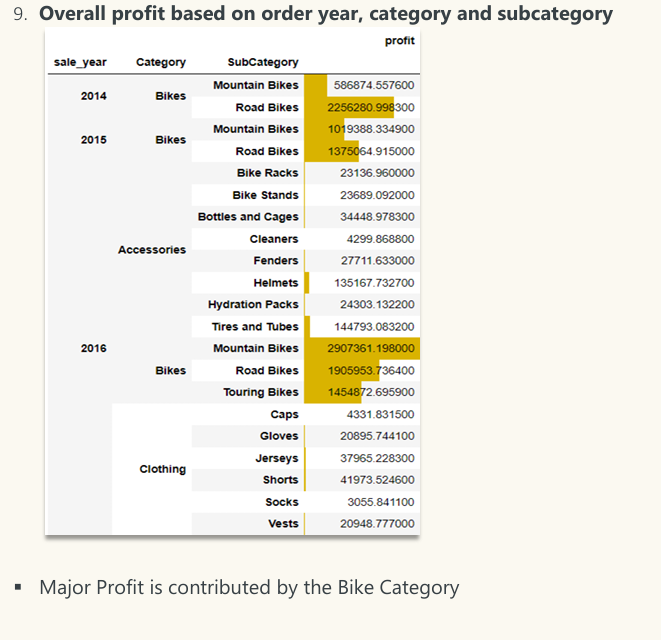 9. Overall profit based on order year, category and subcategory
profit
sale_year Category SubCategory
2014 Bikes Mountain Bikes 586874.557600
Road Bikes 2256280.998300
2015 Bikes Mountain Bikes 1019388.334900
Road Bikes 1375064.915000
2016 Accessories Bike Racks 23136.960000
Bike Stands 23689.092000
Bottles and Cages 34448.978300
Cleaners 4299.868800
Fenders 27711.633000
Helmets 135167.732700
Hydration Packs 24303.132200
Tires and Tubes 144793.083200
Bikes Mountain Bikes 2907361.198000
Road Bikes 1905953.736400
Touring Bikes 1454872.695900
Clothing Caps 4331.831500
Gloves 20895.744100
Jerseys 37965.228300
Shorts 41973.524600
Socks 3055.841100
Vests 20948.777000
▪ Major Profit is contributed by the Bike Category